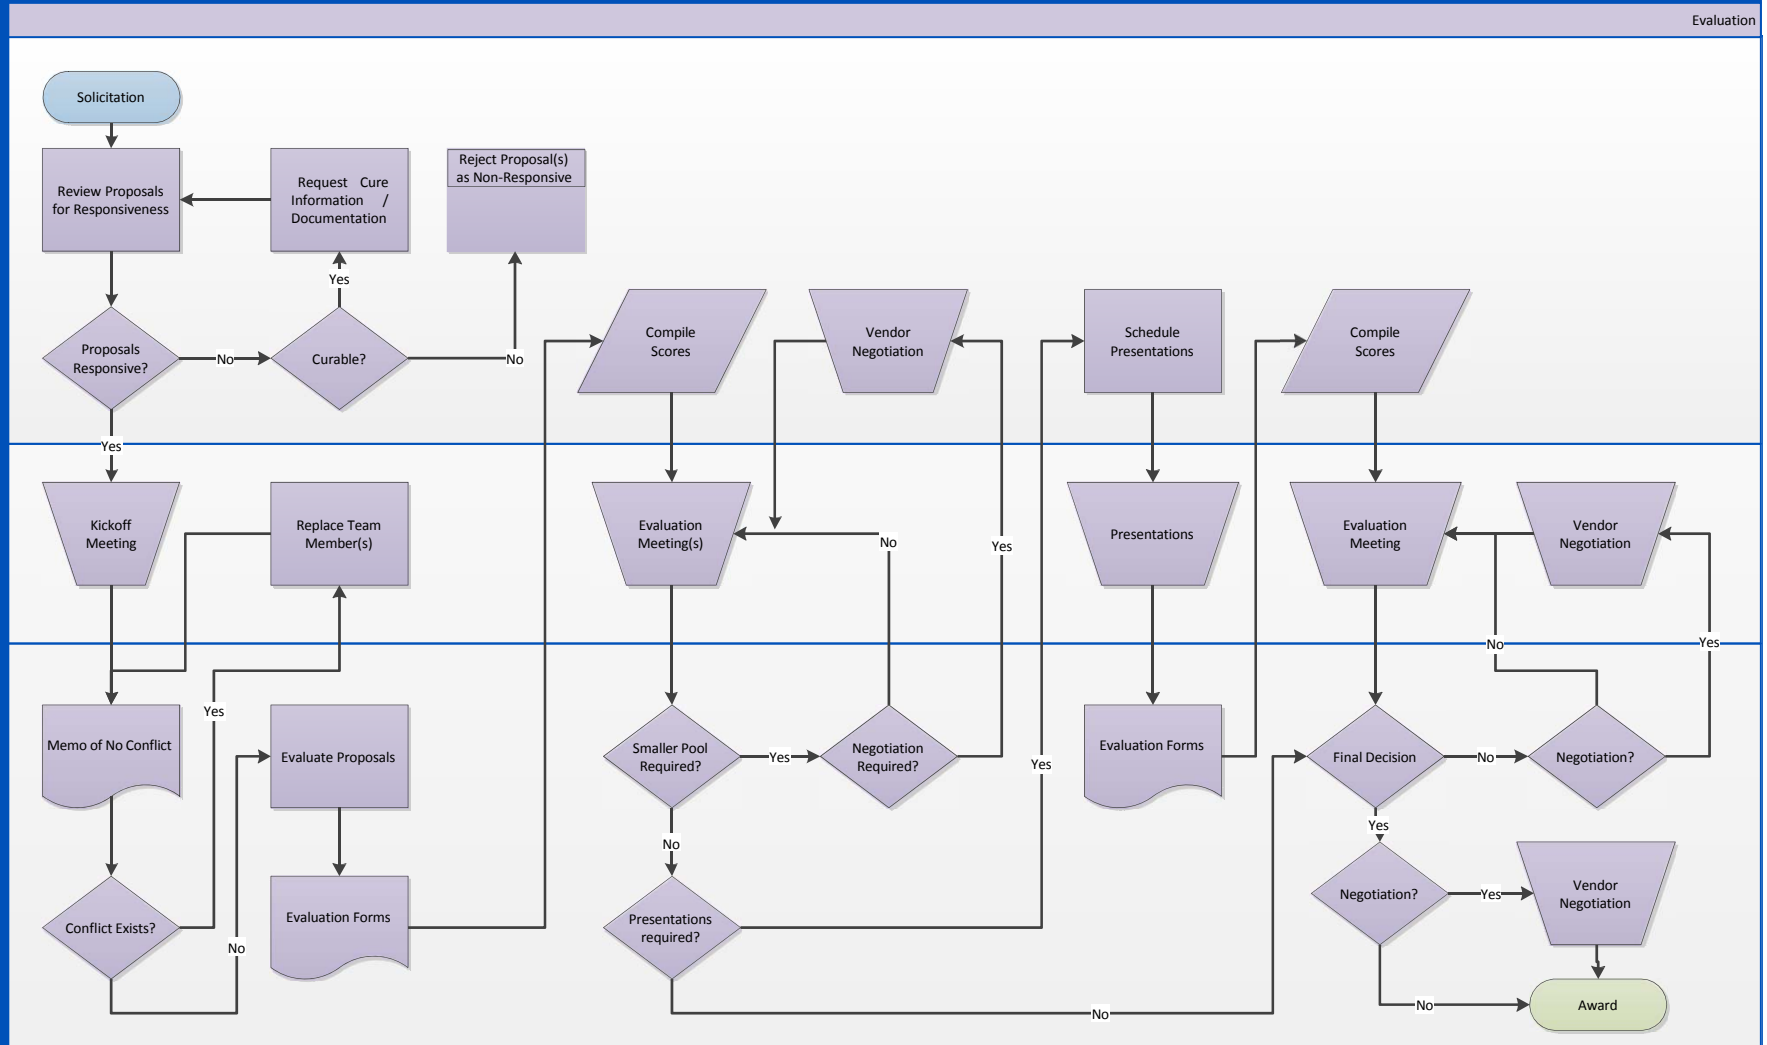 Evaluation
Solicitation
Review Proposals
for Responsiveness
Request Cure
Information /
Documentation
Reject Proposal(s)
as Non-Responsive
Yes
Proposals
Responsive?
No
Curable?
No
Compile
Scores
Vendor
Negotiation
Schedule
Presentations
Compile
Scores
Yes
Kickoff
Meeting
Replace Team
Member(s)
Evaluation
Meeting(s)
No
Yes
Presentations
Evaluation
Meeting
Vendor
Negotiation
No
Yes
Memo of No Conflict
Yes
Evaluate Proposals
Smaller Pool
Required?
Yes
Negotiation
Required?
Yes
Evaluation Forms
Final Decision
No
Negotiation?
No
Yes
Conflict Exists?
No
Evaluation Forms
Presentations
required?
Negotiation?
Yes
Vendor
Negotiation
No
No
Award